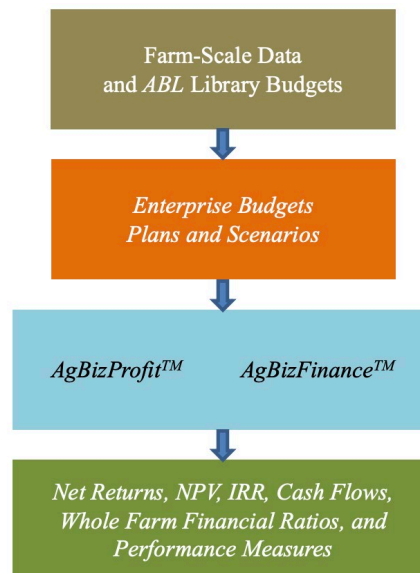 Farm-Scale Data
and ABL Library Budgets
Enterprise Budgets
Plans and Scenarios
AgBizProfit™ AgBizFinance™
Net Returns, NPV, IRR, Cash Flows,
Whole Farm Financial Ratios, and
Performance Measures